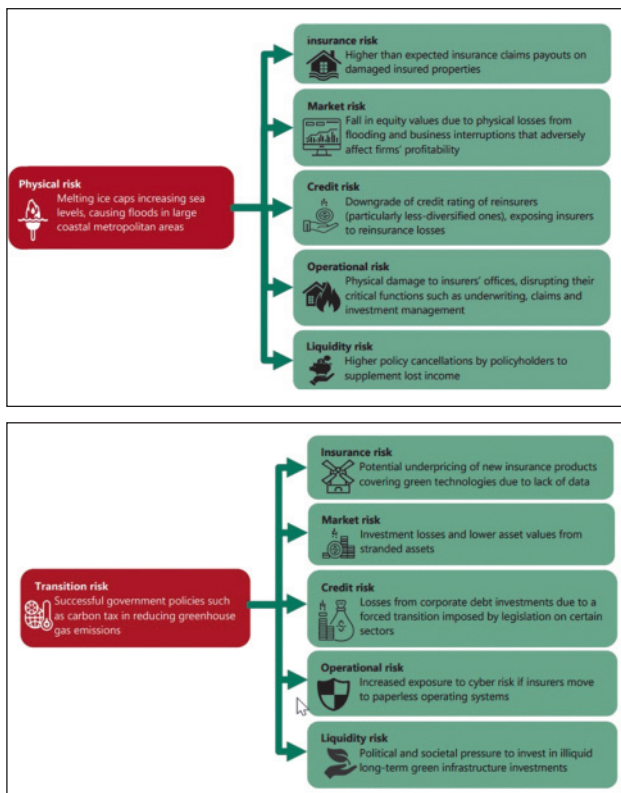 insurance risk
Higher than expected insurance claims payouts on
damaged insured properties
Market risk
Fall in equity values due to physical losses from
flooding and business interruptions that adversely
affect firms' profitability
Physical risk
Melting ice caps increasing sea
levels, causing floods in large
coastal metropolitan areas
Credit risk
Downgrade of credit rating of reinsurers
(particularly less-diversified ones), exposing insurers
to reinsurance losses
Operational risk
Physical damage to insurers' offices, disrupting their
critical functions such as underwriting, claims and
investment management
Liquidity risk
Higher policy cancellations by policyholders to
supplement lost income
Insurance risk
Potential underpricing of new insurance products
covering green technologies due to lack of data
Market risk
Investment losses and lower asset values from
stranded assets
Transition risk
Successful government policies such
as carbon tax in reducing greenhouse
gas emissions
Credit risk
Losses from corporate debt investments due to a
forced transition imposed by legislation on certain
sectors
Operational risk
Increased exposure to cyber risk if insurers move
to paperless operating systems
Liquidity risk
Political and societal pressure to invest in illiquid
long-term green infrastructure investments